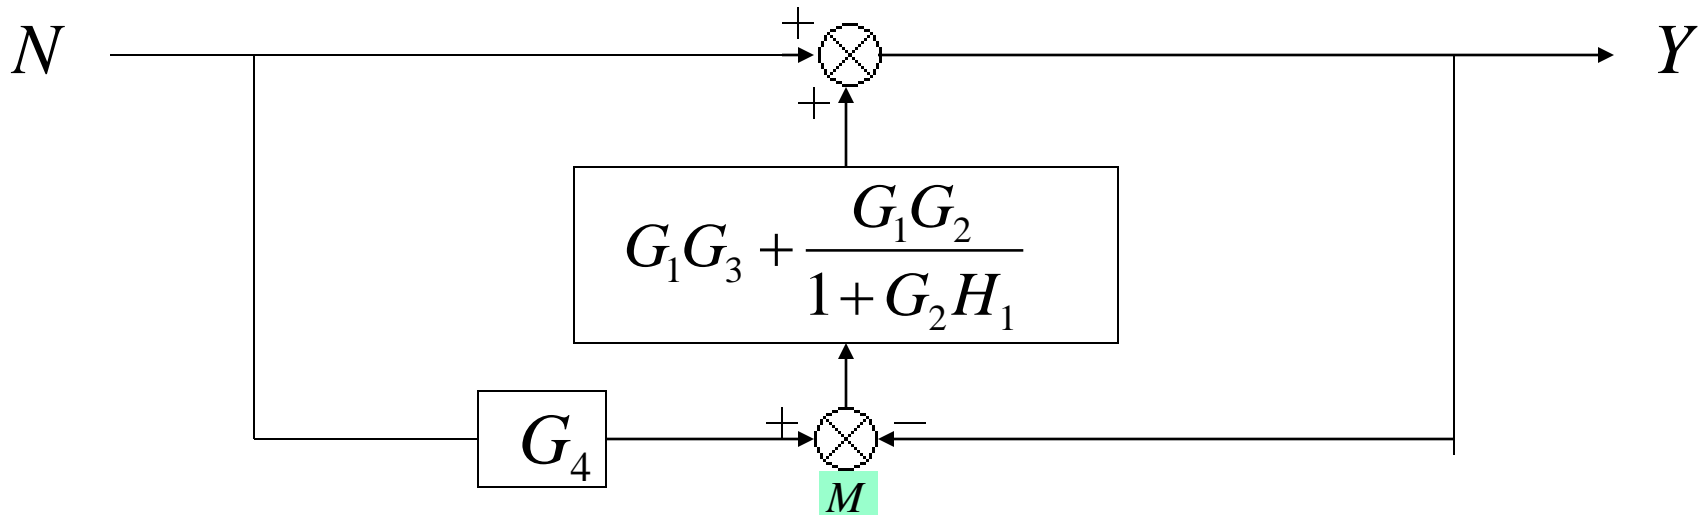 N + Y
+
G₁G₃ + G₁G₂ / 1 + G₂H₁
G₄ + −
M